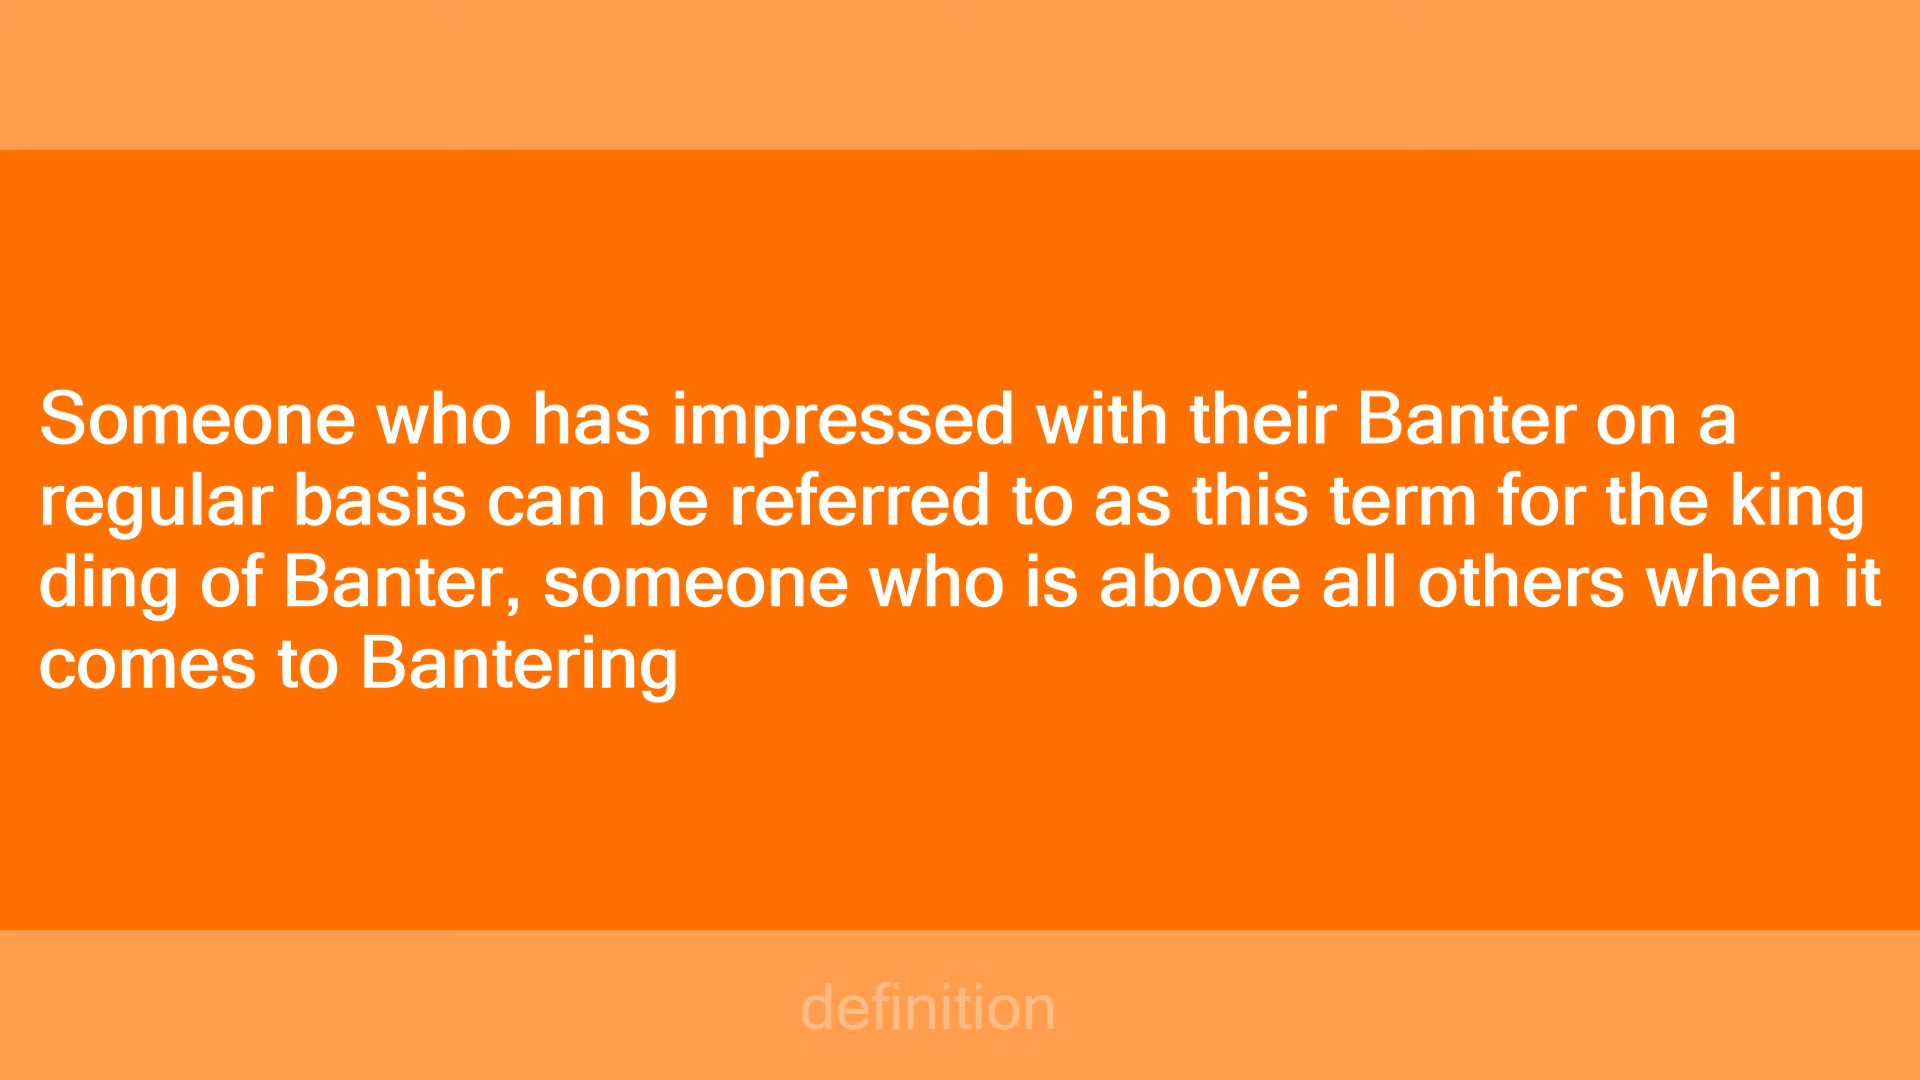 Someone who has impressed with their Banter on a
regular basis can be referred to as this term for the king
ding of Banter, someone who is above all others when it
comes to Bantering
definition